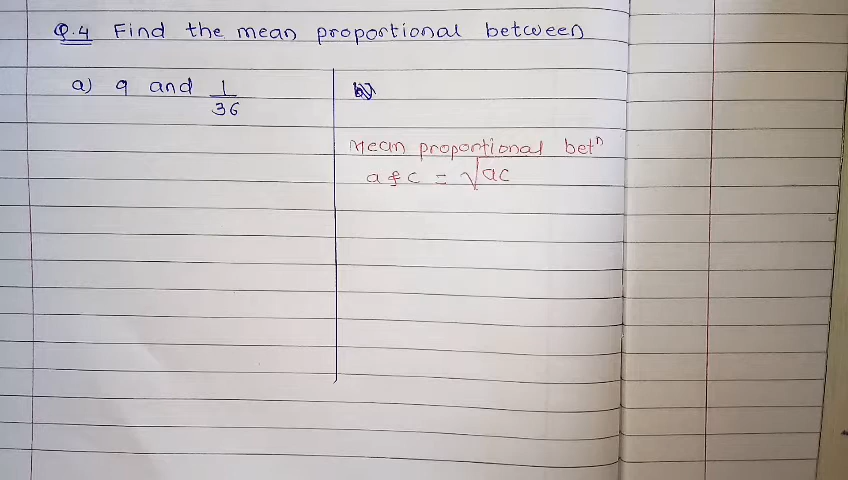 Q.4 Find the mean proportional between
a) 9 and 1/36
Mean proportional betⁿ
a & c = √ac